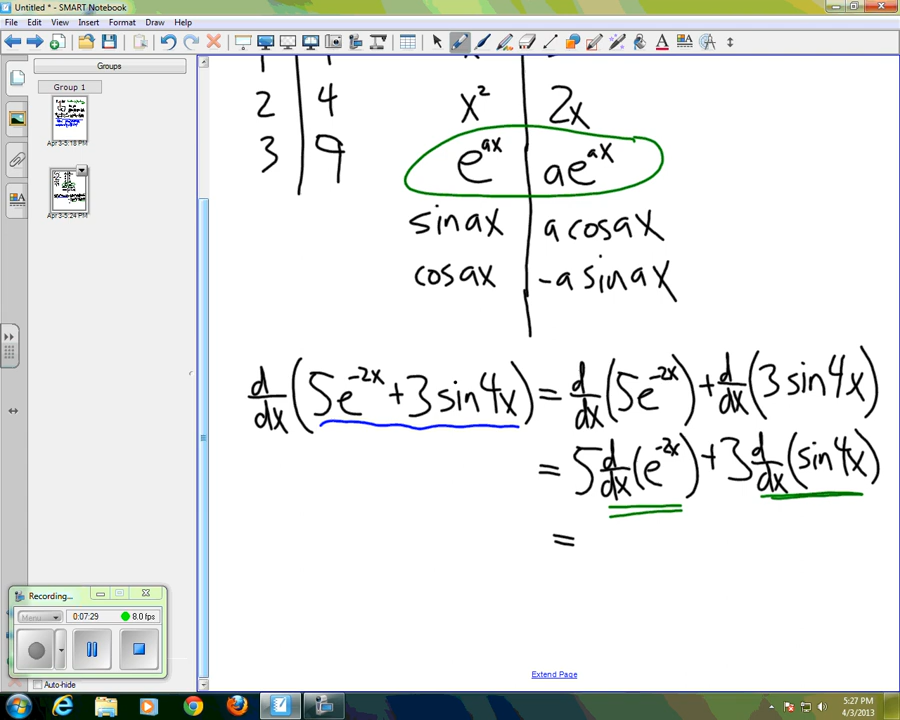 Untitled * - SMART Notebook
File Edit View Insert Format Draw Help
Groups
Group 1
Apr 3-5:18 PM
Apr 3-5:24 PM
2 | 4 x² | 2x
3 | 9 e^ax | ae^ax
sin ax | a cos ax
cos ax | -a sin ax
d/dx (5e^-2x + 3 sin 4x) = d/dx (5e^-2x) + d/dx (3 sin 4x)
= 5 d/dx (e^-2x) + 3 d/dx (sin 4x)
=
Recording...
Menu 0:07:29 8.0 fps
Auto-hide
Extend Page
5:27 PM
4/3/2013